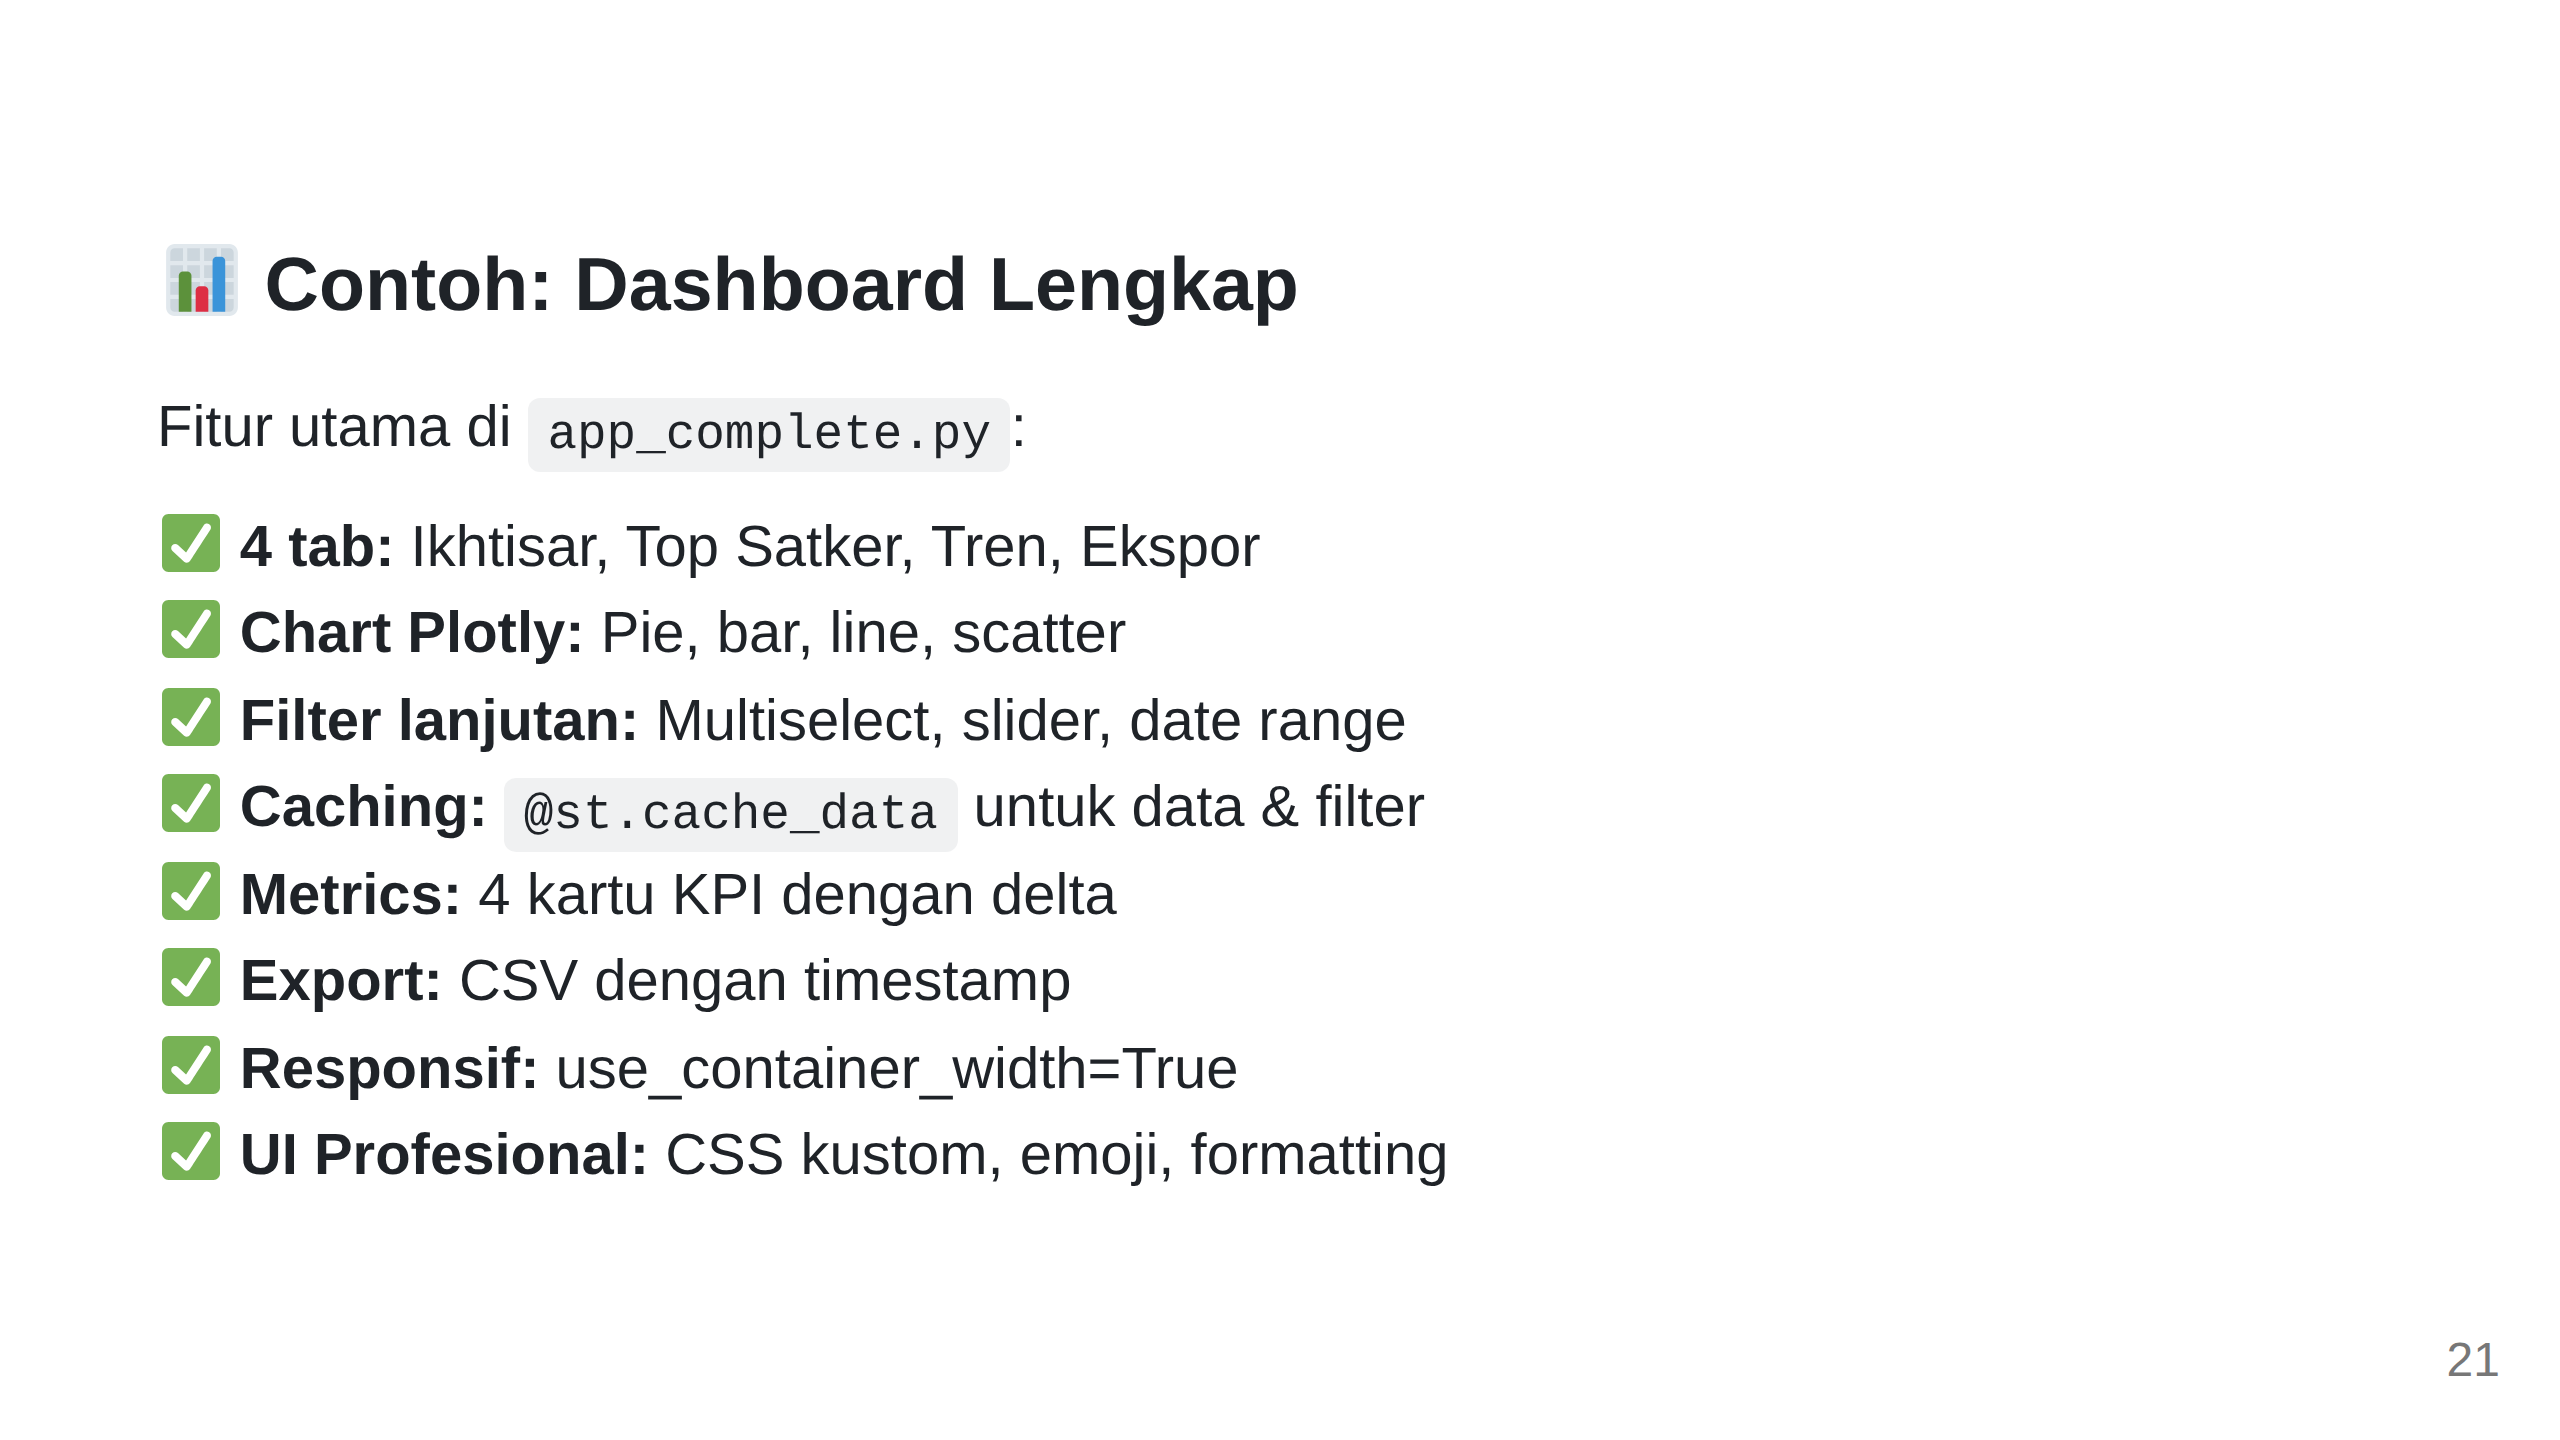 📊 Contoh: Dashboard Lengkap
Fitur utama di app_complete.py:
✅ 4 tab: Ikhtisar, Top Satker, Tren, Ekspor
✅ Chart Plotly: Pie, bar, line, scatter
✅ Filter lanjutan: Multiselect, slider, date range
✅ Caching: @st.cache_data untuk data & filter
✅ Metrics: 4 kartu KPI dengan delta
✅ Export: CSV dengan timestamp
✅ Responsif: use_container_width=True
✅ UI Profesional: CSS kustom, emoji, formatting
21